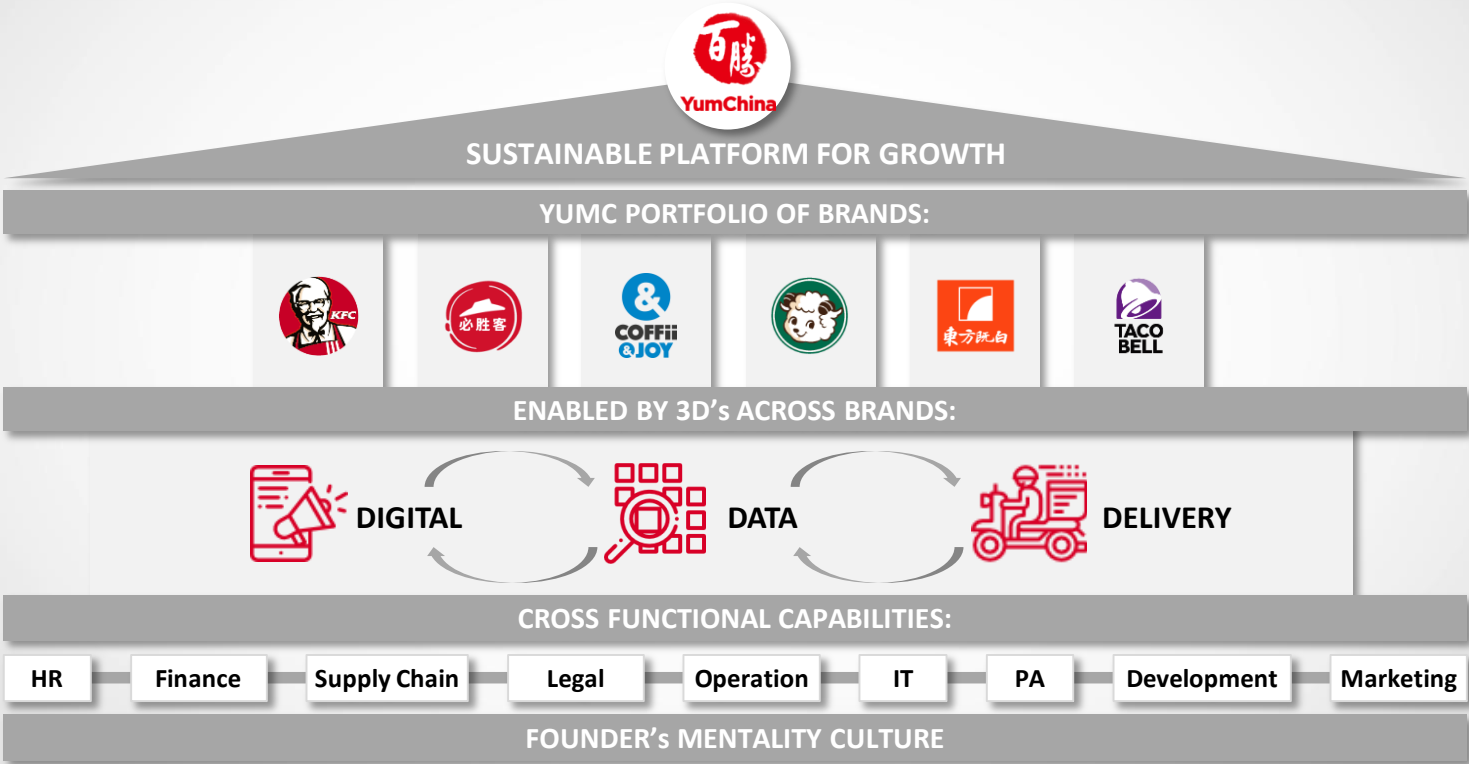 百勝
YumChina
SUSTAINABLE PLATFORM FOR GROWTH
YUMC PORTFOLIO OF BRANDS:
KFC
必胜客
&
COFFii
&JOY
東方既白
TACO
BELL
ENABLED BY 3D’s ACROSS BRANDS:
DIGITAL
DATA
DELIVERY
CROSS FUNCTIONAL CAPABILITIES:
HR
Finance
Supply Chain
Legal
Operation
IT
PA
Development
Marketing
FOUNDER’s MENTALITY CULTURE